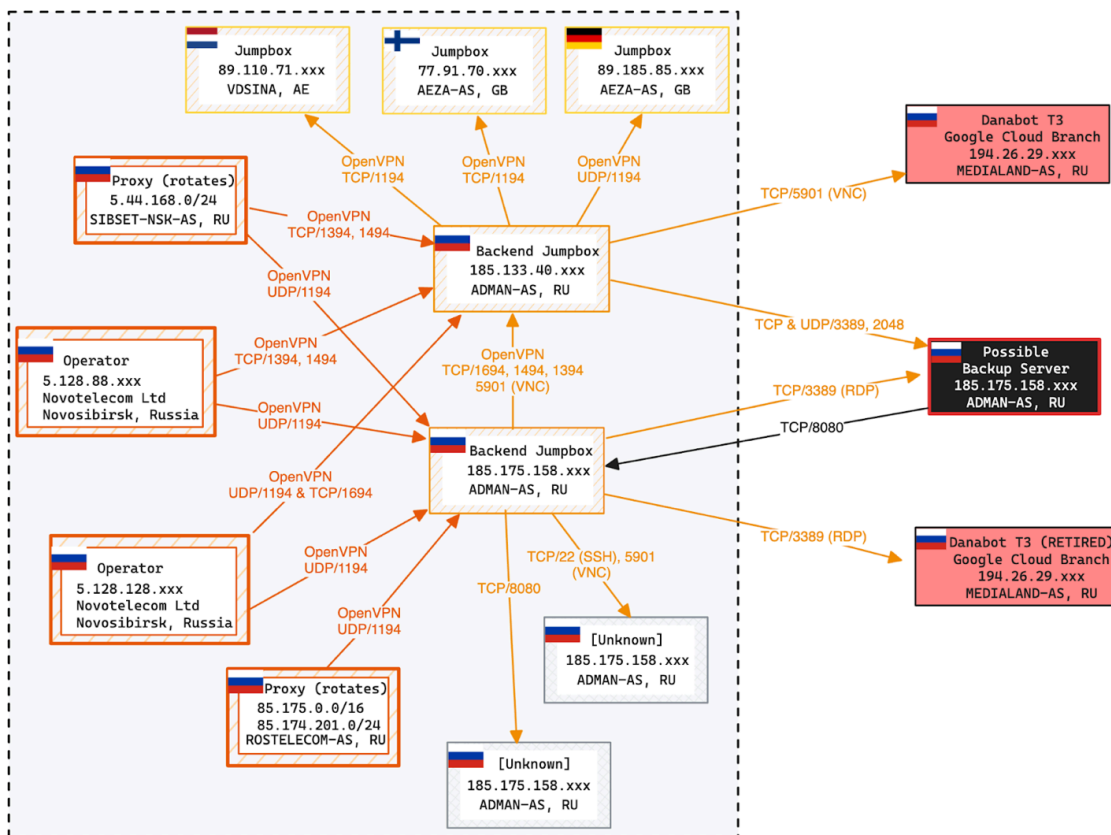 Jumpbox
89.110.71.xxx
VDSINA, AE
Jumpbox
77.91.70.xxx
AEZA-AS, GB
Jumpbox
89.185.85.xxx
AEZA-AS, GB
Danabot T3
Google Cloud Branch
194.26.29.xxx
MEDIALAND-AS, RU
OpenVPN
TCP/1194
OpenVPN
TCP/1194
OpenVPN
UDP/1194
Proxy (rotates)
5.44.168.0/24
SIBSET-NSK-AS, RU
TCP/5901 (VNC)
OpenVPN
TCP/1394, 1494
Backend Jumpbox
185.133.40.xxx
ADMAN-AS, RU
OpenVPN
UDP/1194
TCP & UDP/3389, 2048
OpenVPN
TCP/1394, 1494
Operator
5.128.88.xxx
Novotelecom Ltd
Novosibirsk, Russia
OpenVPN
TCP/1694, 1494, 1394
5901 (VNC)
Possible
Backup Server
185.175.158.xxx
ADMAN-AS, RU
TCP/3389 (RDP)
OpenVPN
UDP/1194
TCP/8080
Backend Jumpbox
185.175.158.xxx
ADMAN-AS, RU
OpenVPN
UDP/1194 & TCP/1694
TCP/3389 (RDP)
Danabot T3 (RETIRED)
Google Cloud Branch
194.26.29.xxx
MEDIALAND-AS, RU
OpenVPN
UDP/1194
TCP/22 (SSH), 5901
(VNC)
TCP/8080
Operator
5.128.128.xxx
Novotelecom Ltd
Novosibirsk, Russia
OpenVPN
UDP/1194
[Unknown]
185.175.158.xxx
ADMAN-AS, RU
Proxy (rotates)
85.175.0.0/16
85.174.201.0/24
ROSTELECOM-AS, RU
[Unknown]
185.175.158.xxx
ADMAN-AS, RU